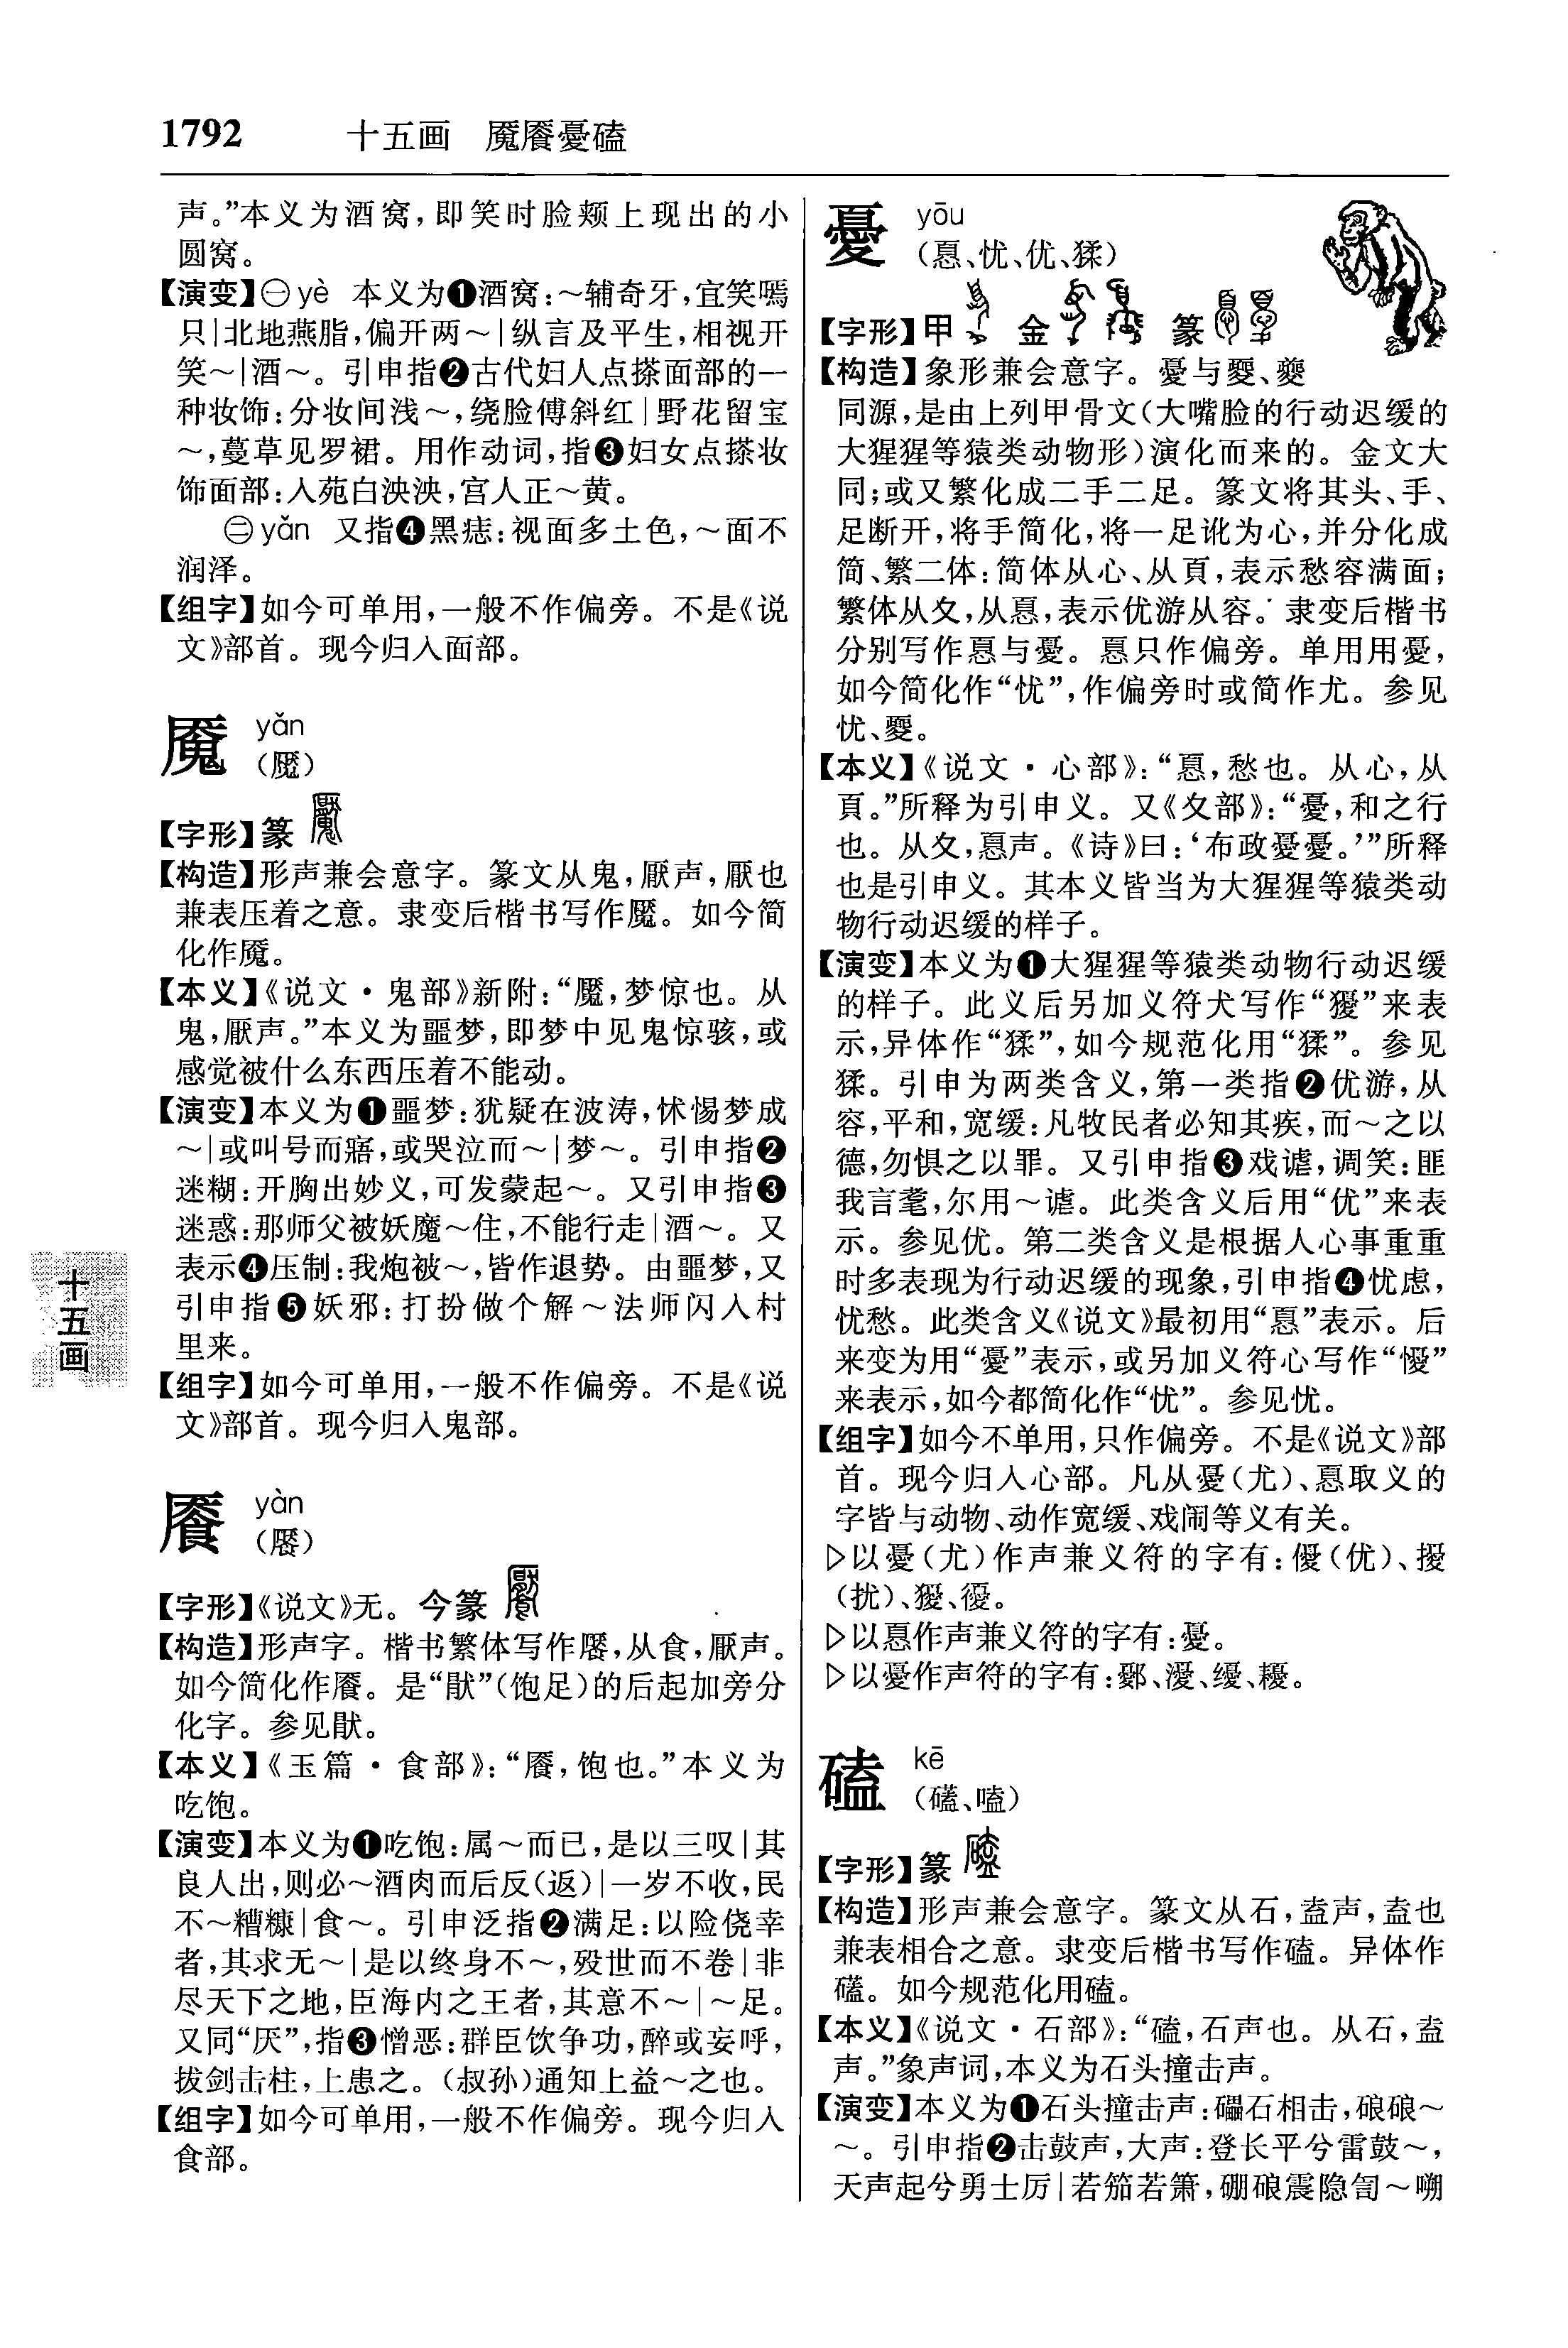 1792 十五画 魇餍憂磕
声。”本义为酒窝，即笑时脸颊上现出的小
圆窝。
【演变】㊀yè 本义为❶酒窝：～辅奇牙，宜笑嘕
只|北地燕脂，偏开两～|纵言及平生，相视开
笑～|酒～。引申指❷古代妇人点搽面部的一
种妆饰：分妆间浅～，绕脸傅斜红|野花留宝
～，蔓草见罗裙。用作动词，指❸妇女点搽妆
饰面部：入苑白泱泱，宫人正～黄。
㊁yǎn 又指❹黑痣：视面多土色，～面不
润泽。
【组字】如今可单用，一般不作偏旁。不是《说
文》部首。现今归入面部。
魇 yǎn
（魘）
【字形】篆
【构造】形声兼会意字。篆文从鬼，厌声，厌也
兼表压着之意。隶变后楷书写作魘。如今简
化作魇。
【本义】《说文·鬼部》新附：“魘，梦惊也。从
鬼，厌声。”本义为噩梦，即梦中见鬼惊骇，或
感觉被什么东西压着不能动。
【演变】本义为❶噩梦：犹疑在波涛，怵惕梦成
～|或叫号而寤，或哭泣而～|梦～。引申指❷
迷糊：开胸出妙义，可发蒙起～。又引申指❸
迷惑：那师父被妖魔～住，不能行走|酒～。又
表示❹压制：我炮被～，皆作退势。由噩梦，又
引申指❺妖邪：打扮做个解～法师闪入村
里来。
【组字】如今可单用，一般不作偏旁。不是《说
文》部首。现今归入鬼部。
餍 yàn
（饜）
【字形】《说文》无。今篆
【构造】形声字。楷书繁体写作饜，从食，厌声。
如今简化作餍。是“猒”（饱足）的后起加旁分
化字。参见猒。
【本义】《玉篇·食部》：“餍，饱也。”本义为
吃饱。
【演变】本义为❶吃饱：属～而已，是以三叹|其
良人出，则必～酒肉而后反（返）|一岁不收，民
不～糟糠|食～。引申泛指❷满足：以险侥幸
者，其求无～|是以终身不～，殁世而不卷|非
尽天下之地，臣海内之王者，其意不～|～足。
又同“厌”，指❸憎恶：群臣饮争功，醉或妄呼，
拔剑击柱，上患之。（叔孙）通知上益～之也。
【组字】如今可单用，一般不作偏旁。现今归入
食部。
十五画
憂 yōu
（惪、忧、优、猱）
【字形】甲 金 篆
【构造】象形兼会意字。憂与夒、夔
同源，是由上列甲骨文（大嘴脸的行动迟缓的
大猩猩等猿类动物形）演化而来的。金文大
同；或又繁化成二手二足。篆文将其头、手、
足断开，将手简化，将一足讹为心，并分化成
简、繁二体：简体从心、从頁，表示愁容满面；
繁体从夊，从惪，表示优游从容。隶变后楷书
分别写作惪与憂。惪只作偏旁。单用用憂，
如今简化作“忧”，作偏旁时或简作尤。参见
忧、夒。
【本义】《说文·心部》：“惪，愁也。从心，从
頁。”所释为引申义。又《夊部》：“憂，和之行
也。从夊，惪声。《诗》曰：‘布政憂憂。’”所释
也是引申义。其本义皆当为大猩猩等猿类动
物行动迟缓的样子。
【演变】本义为❶大猩猩等猿类动物行动迟缓
的样子。此义后另加义符犬写作“獶”来表
示，异体作“猱”，如今规范化用“猱”。参见
猱。引申为两类含义，第一类指❷优游，从
容，平和，宽缓：凡牧民者必知其疾，而～之以
德，勿惧之以罪。又引申指❸戏谑，调笑：匪
我言耄，尔用～谑。此类含义后用“优”来表
示。参见优。第二类含义是根据人心事重重
时多表现为行动迟缓的现象，引申指❹忧虑，
忧愁。此类含义《说文》最初用“惪”表示。后
来变为用“憂”表示，或另加义符心写作“懮”
来表示，如今都简化作“忧”。参见忧。
【组字】如今不单用，只作偏旁。不是《说文》部
首。现今归入心部。凡从憂（尤）、惪取义的
字皆与动物、动作宽缓、戏闹等义有关。
▷以憂（尤）作声兼义符的字有：優（优）、擾
（扰）、獶、㥑。
▷以惪作声兼义符的字有：憂。
▷以憂作声符的字有：鄾、瀀、缦、耰。
磕 kē
（礚、嗑）
【字形】篆
【构造】形声兼会意字。篆文从石，盍声，盍也
兼表相合之意。隶变后楷书写作磕。异体作
礚。如今规范化用磕。
【本义】《说文·石部》：“磕，石声也。从石，盍
声。”象声词，本义为石头撞击声。
【演变】本义为❶石头撞击声：礧石相击，硠硠～
～。引申指❷击鼓声，大声：登长平兮雷鼓～，
天声起兮勇士厉|若笳若箫，硼硠震隐訇～嘲